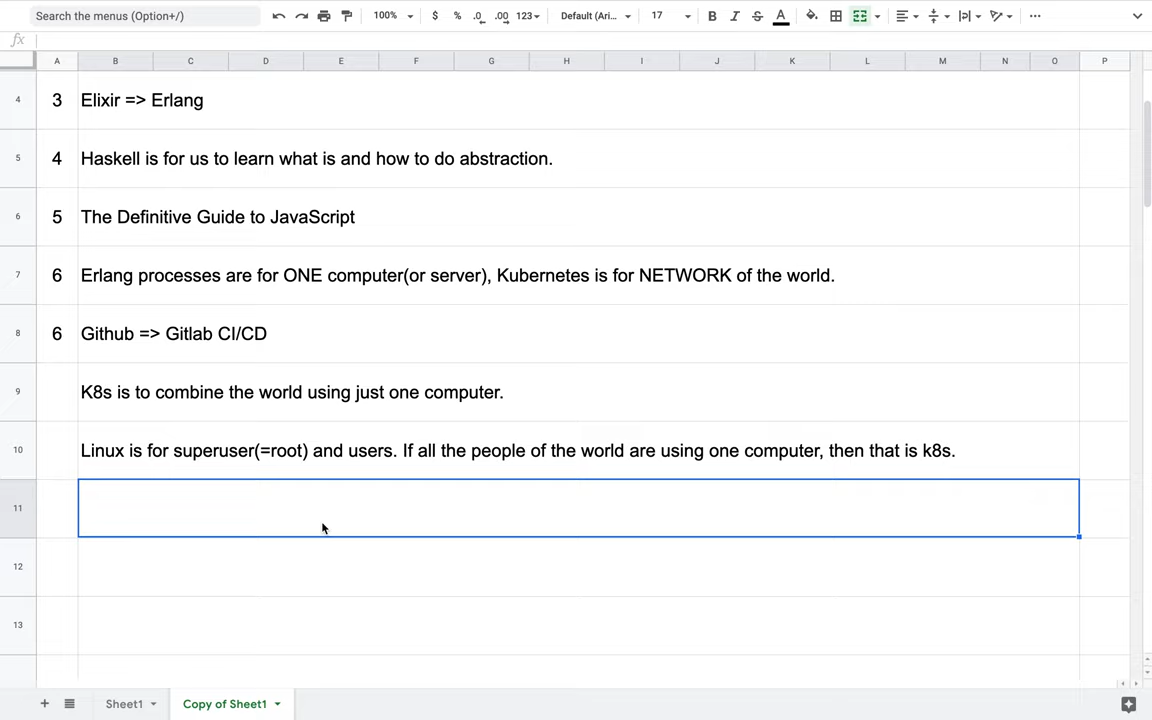 Search the menus (Option+/)
100%
$ % .0 .00 123
Default (Ari...
17
B I S A
fx
A B C D E F G H I J K L M N O P
4 3 Elixir => Erlang
5 4 Haskell is for us to learn what is and how to do abstraction.
6 5 The Definitive Guide to JavaScript
7 6 Erlang processes are for ONE computer(or server), Kubernetes is for NETWORK of the world.
8 6 Github => Gitlab CI/CD
9 K8s is to combine the world using just one computer.
10 Linux is for superuser(=root) and users. If all the people of the world are using one computer, then that is k8s.
11
12
13
Sheet1
Copy of Sheet1